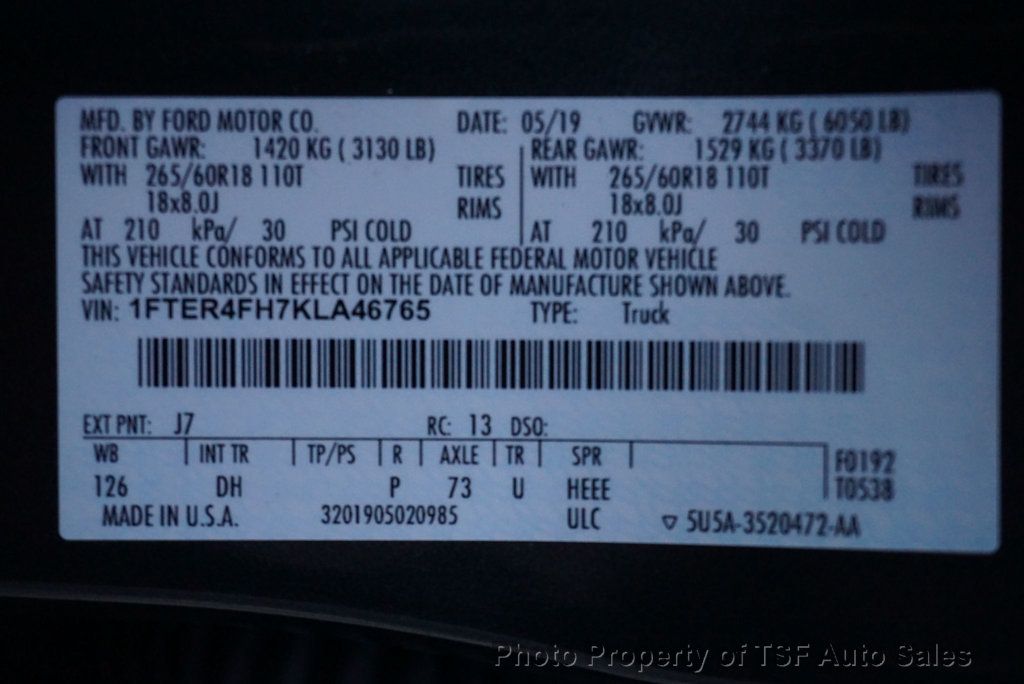 MFD. BY FORD MOTOR CO. DATE: 05/19 GVWR: 2744 KG ( 6050 LB)
FRONT GAWR: 1420 KG ( 3130 LB) REAR GAWR: 1529 KG ( 3370 LB)
WITH 265/60R18 110T TIRES WITH 265/60R18 110T TIRES
18x8.0J RIMS 18x8.0J RIMS
AT 210 kPa/ 30 PSI COLD AT 210 kPa/ 30 PSI COLD
THIS VEHICLE CONFORMS TO ALL APPLICABLE FEDERAL MOTOR VEHICLE
SAFETY STANDARDS IN EFFECT ON THE DATE OF MANUFACTURE SHOWN ABOVE.
VIN: 1FTER4FH7KLA46765 TYPE: Truck
EXT PNT: J7 RC: 13 DSO:
WB INT TR TP/PS R AXLE TR SPR F0192
126 DH P 73 U HEEE T0538
MADE IN U.S.A. 3201905020985 ULC ▽ 5U5A-3520472-AA
Photo Property of TSF Auto Sales